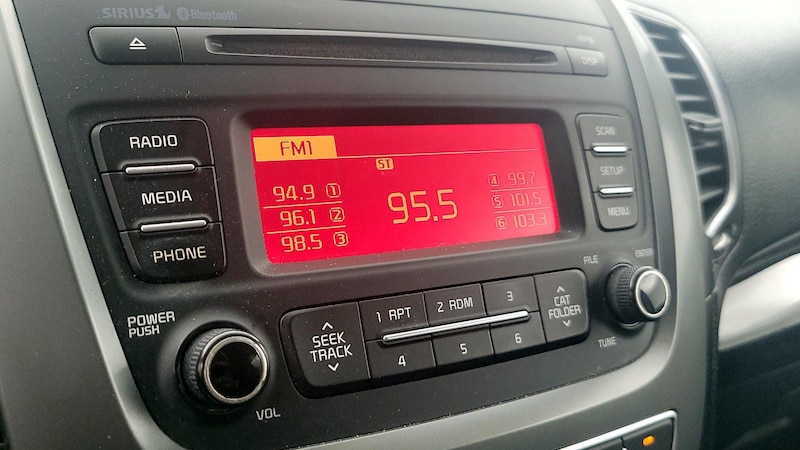 SIRIUS Bluetooth
DISP
RADIO
MEDIA
PHONE
FM1
ST
94.9 1
96.1 2
98.5 3
95.5
4 99.7
5 101.5
6 103.3
SCAN
SETUP
MENU
POWER
PUSH
VOL
SEEK
TRACK
1 RPT
2 RDM
3
4
5
6
CAT
FOLDER
FILE
ENTER
TUNE